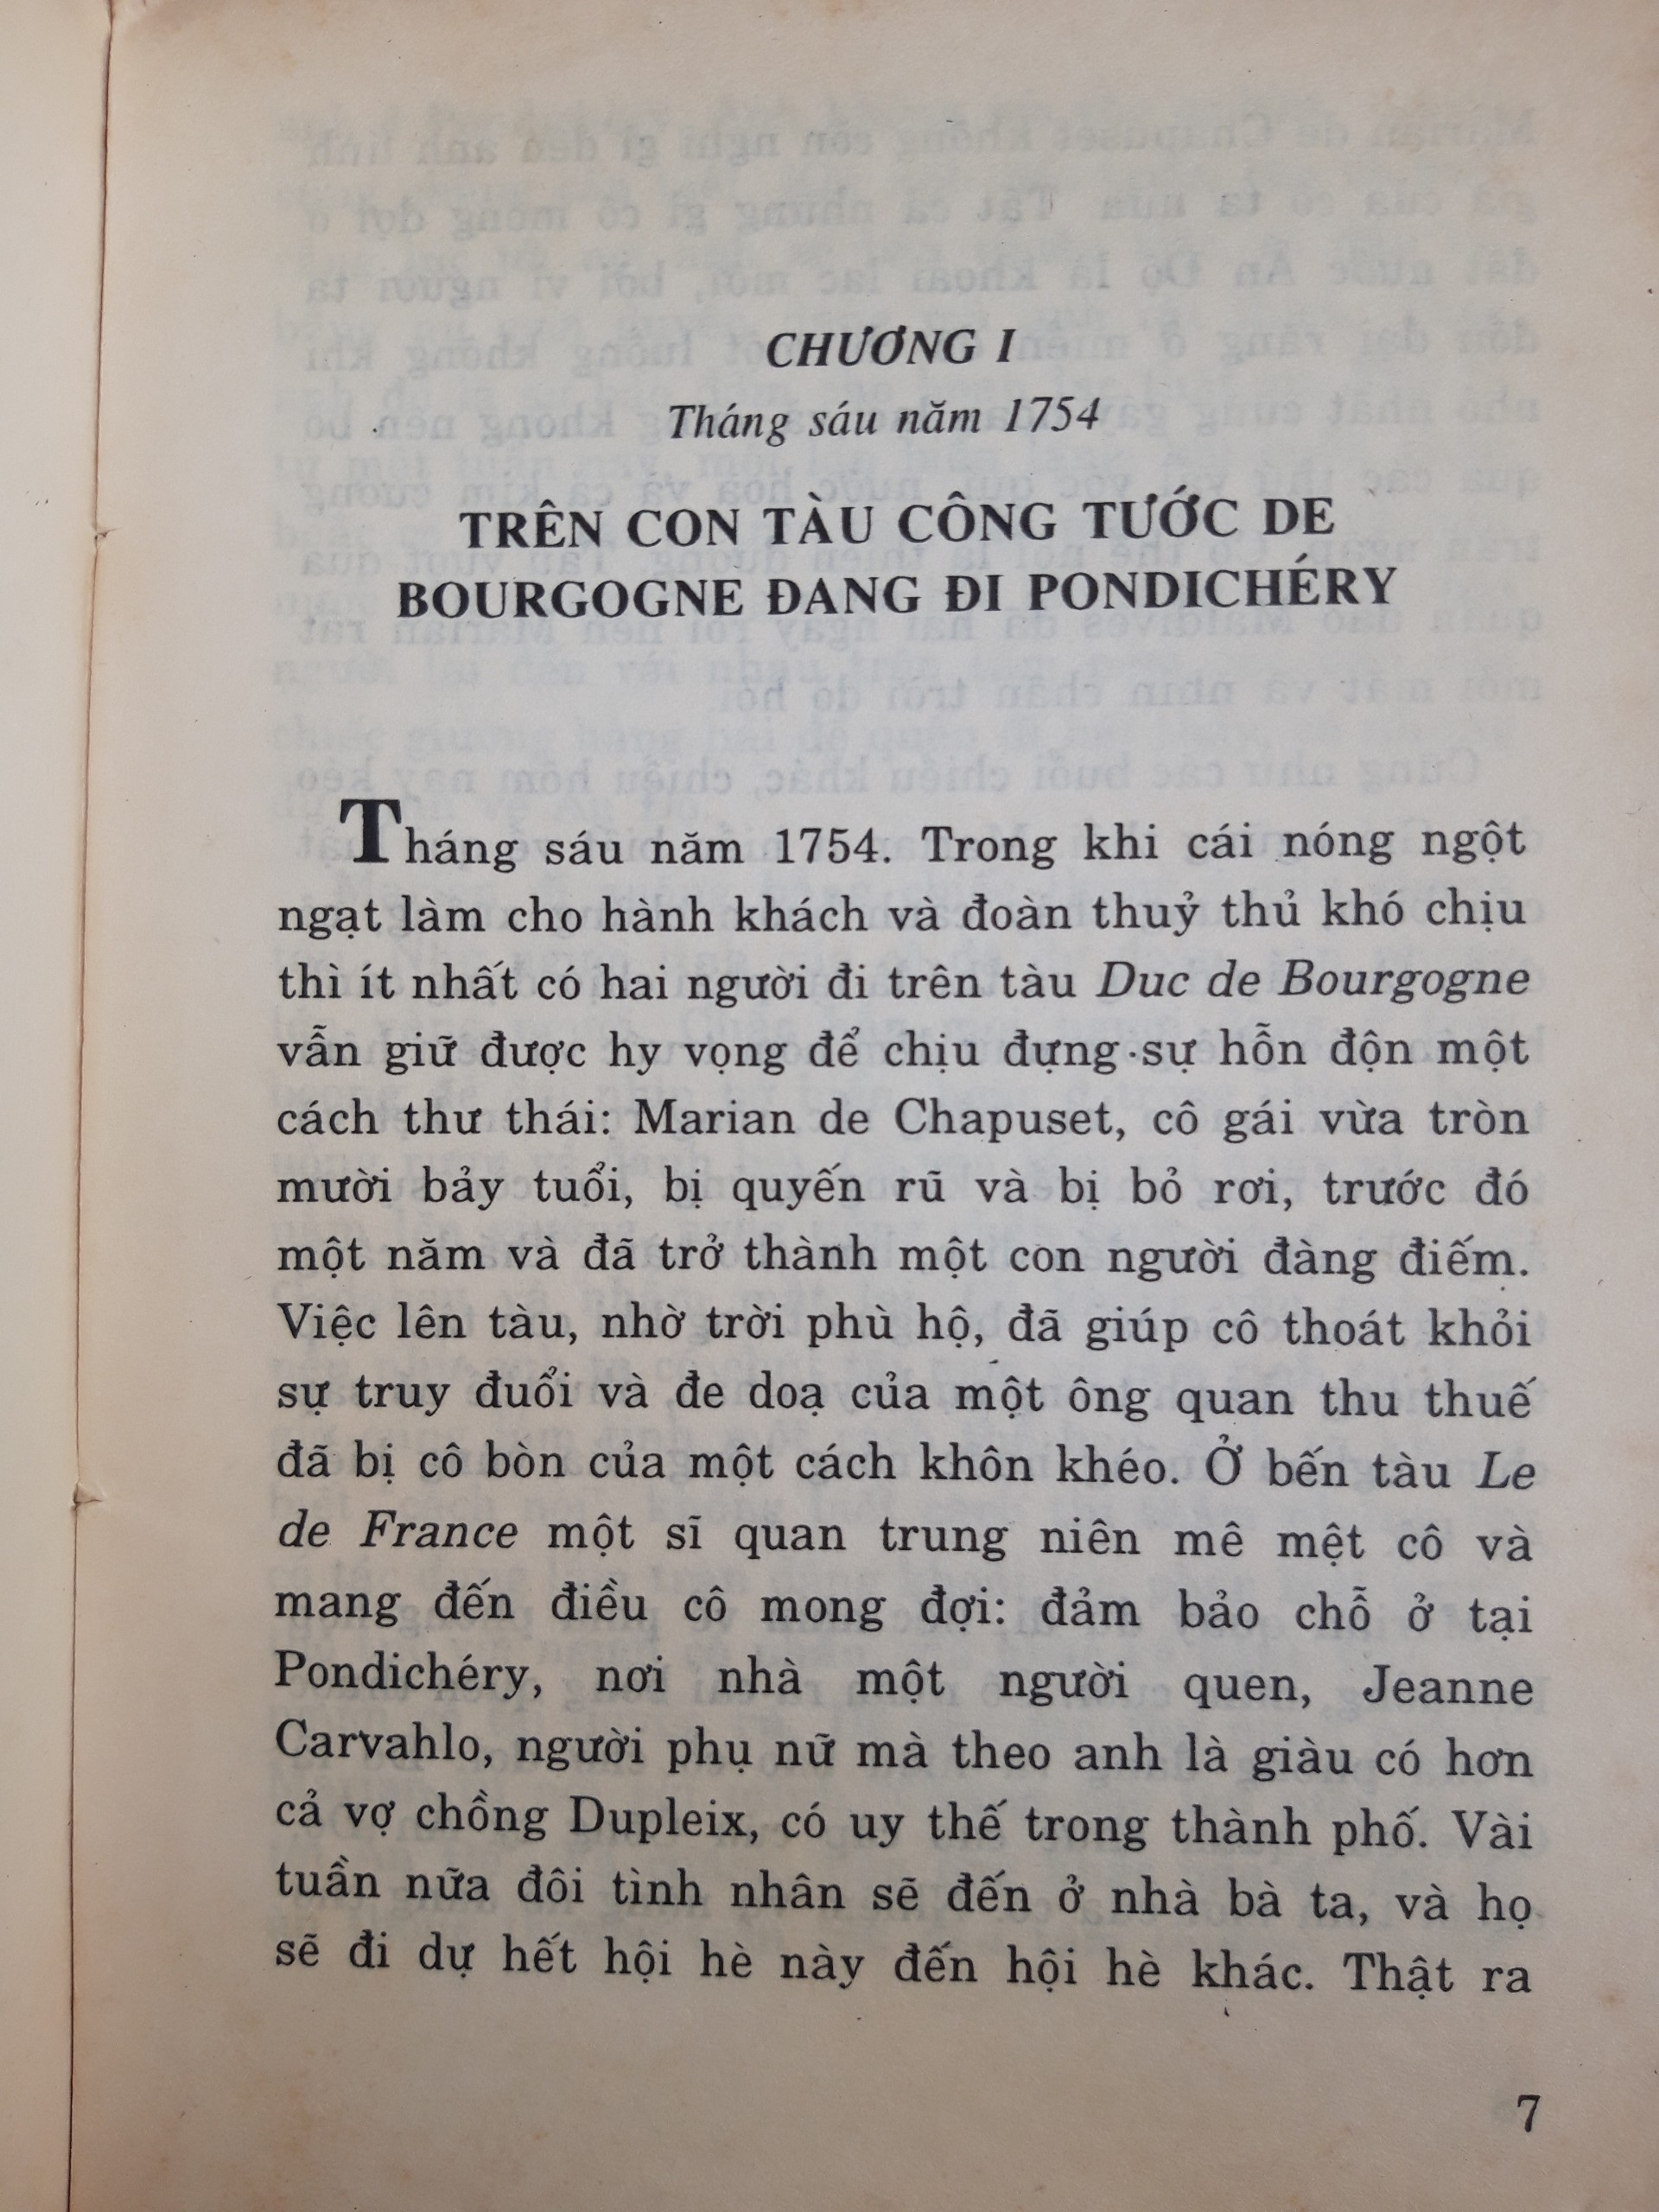 CHƯƠNG I
Tháng sáu năm 1754
TRÊN CON TÀU CÔNG TƯỚC DE
BOURGOGNE ĐANG ĐI PONDICHÉRY
Tháng sáu năm 1754. Trong khi cái nóng ngột
ngạt làm cho hành khách và đoàn thuỷ thủ khó chịu
thì ít nhất có hai người đi trên tàu Duc de Bourgogne
vẫn giữ được hy vọng để chịu đựng sự hỗn độn một
cách thư thái: Marian de Chapuset, cô gái vừa tròn
mười bảy tuổi, bị quyến rũ và bị bỏ rơi, trước đó
một năm và đã trở thành một con người đàng điếm.
Việc lên tàu, nhờ trời phù hộ, đã giúp cô thoát khỏi
sự truy đuổi và đe doạ của một ông quan thu thuế
đã bị cô bòn của một cách khôn khéo. Ở bến tàu Le
de France một sĩ quan trung niên mê mệt cô và
mang đến điều cô mong đợi: đảm bảo chỗ ở tại
Pondichéry, nơi nhà một người quen, Jeanne
Carvahlo, người phụ nữ mà theo anh là giàu có hơn
cả vợ chồng Dupleix, có uy thế trong thành phố. Vài
tuần nữa đôi tình nhân sẽ đến ở nhà bà ta, và họ
sẽ đi dự hết hội hè này đến hội hè khác. Thật ra
7